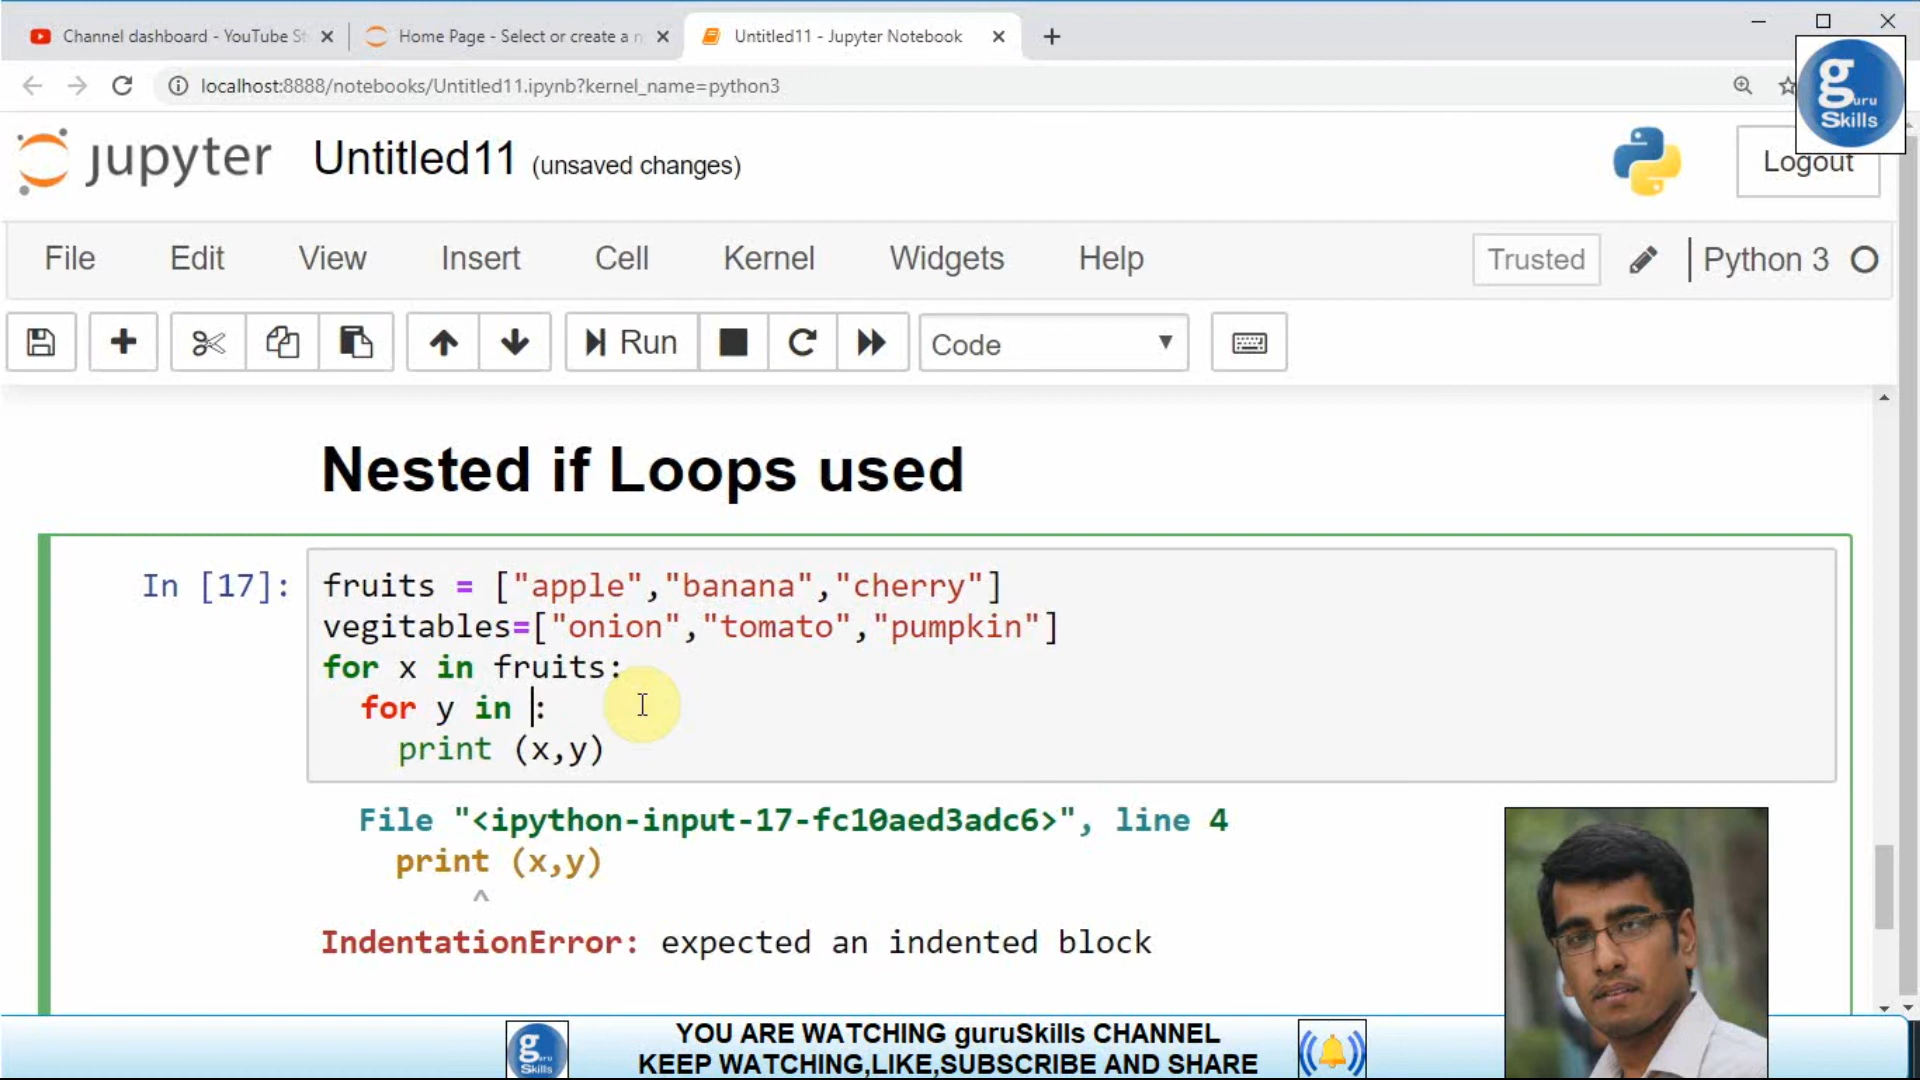 Channel dashboard - YouTube St
Home Page - Select or create a n
Untitled11 - Jupyter Notebook
localhost:8888/notebooks/Untitled11.ipynb?kernel_name=python3
guru
Skills
jupyter Untitled11 (unsaved changes)
Logout
File Edit View Insert Cell Kernel Widgets Help
Trusted
Python 3
Run
Code
Nested if Loops used
In [17]:
fruits = ["apple","banana","cherry"]
vegitables=["onion","tomato","pumpkin"]
for x in fruits:
for y in :
print (x,y)
File "<ipython-input-17-fc10aed3adc6>", line 4
print (x,y)
^
IndentationError: expected an indented block
guru
Skills
YOU ARE WATCHING guruSkills CHANNEL
KEEP WATCHING,LIKE,SUBSCRIBE AND SHARE